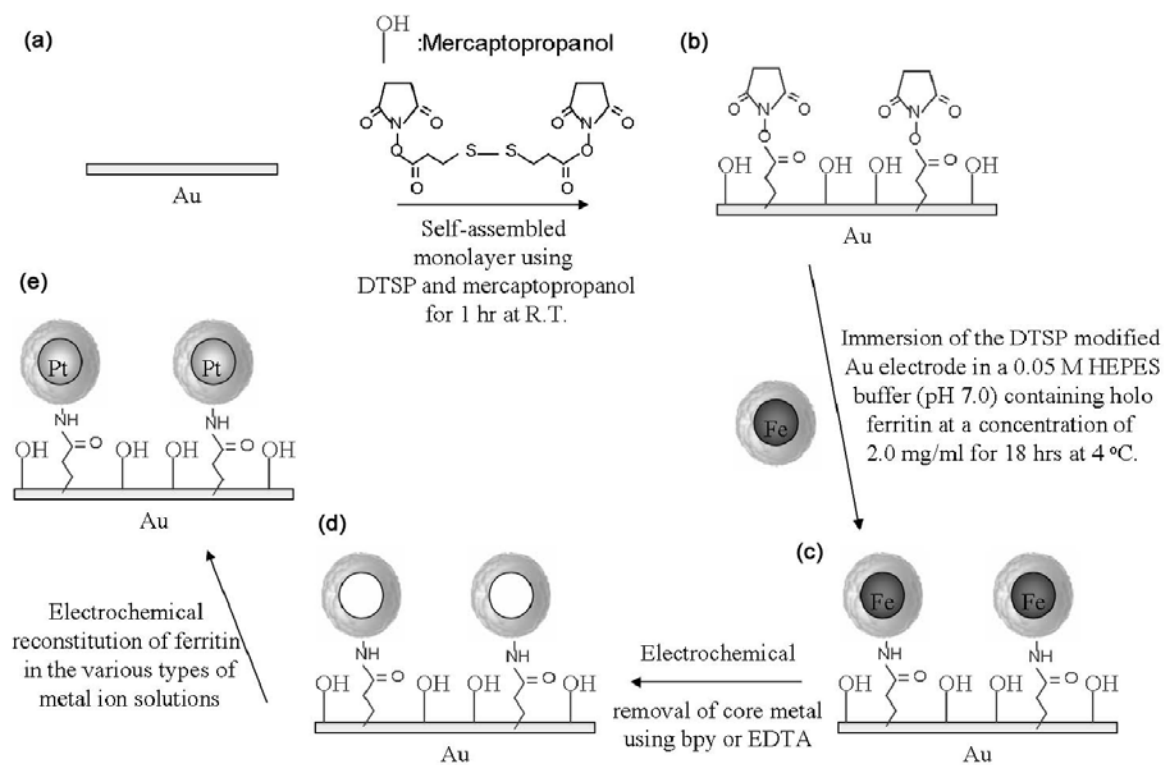 (a)
OH
:Mercaptopropanol
O N O O N O
O S S O
O O
Au
Self-assembled
monolayer using
DTSP and mercaptopropanol
for 1 hr at R.T.
(b)
O N O O N O
O O
OH O OH OH O OH
Au
Immersion of the DTSP modified
Au electrode in a 0.05 M HEPES
buffer (pH 7.0) containing holo
ferritin at a concentration of
2.0 mg/ml for 18 hrs at 4 °C.
Fe
(c)
Fe Fe
NH NH
OH O OH OH O OH
Au
Electrochemical
removal of core metal
using bpy or EDTA
(d)
NH NH
OH O OH OH O OH
Au
Electrochemical
reconstitution of ferritin
in the various types of
metal ion solutions
(e)
Pt Pt
NH NH
OH O OH OH O OH
Au